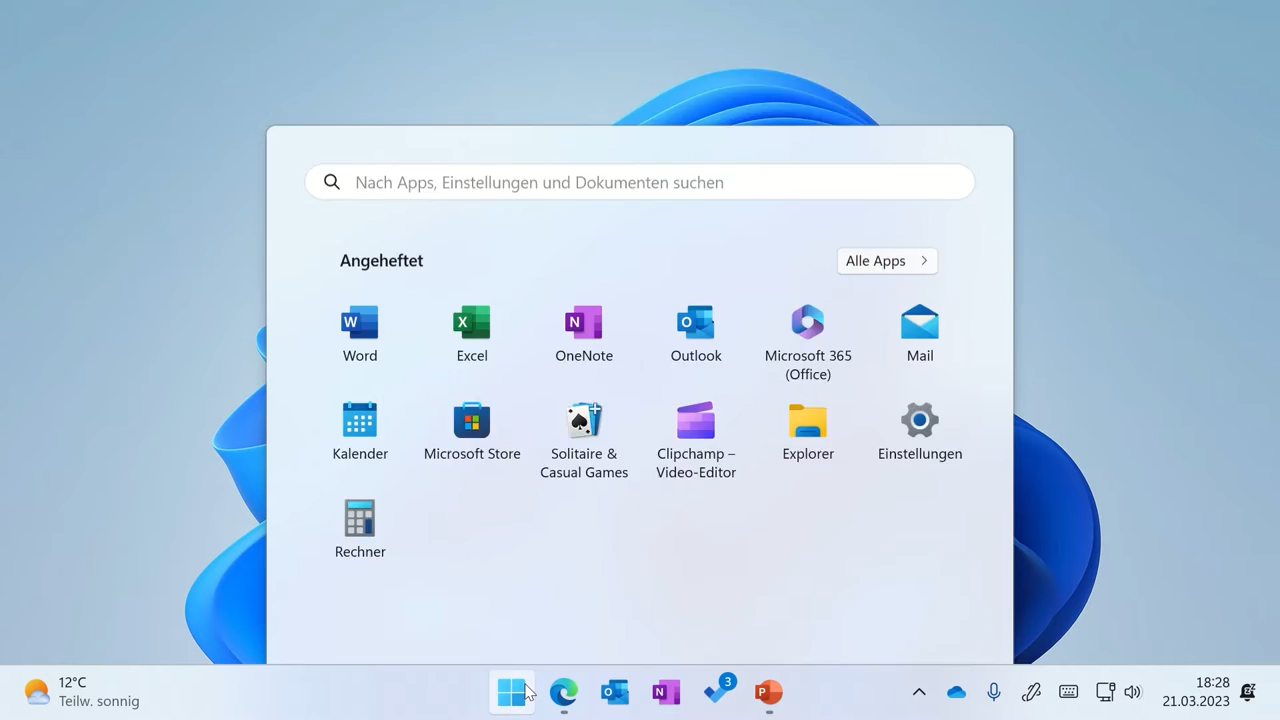 Nach Apps, Einstellungen und Dokumenten suchen
Angeheftet
Alle Apps
Word
Excel
OneNote
Outlook
Microsoft 365
(Office)
Mail
Kalender
Microsoft Store
Solitaire &
Casual Games
Clipchamp –
Video-Editor
Explorer
Einstellungen
Rechner
12°C
Teilw. sonnig
3
18:28
21.03.2023